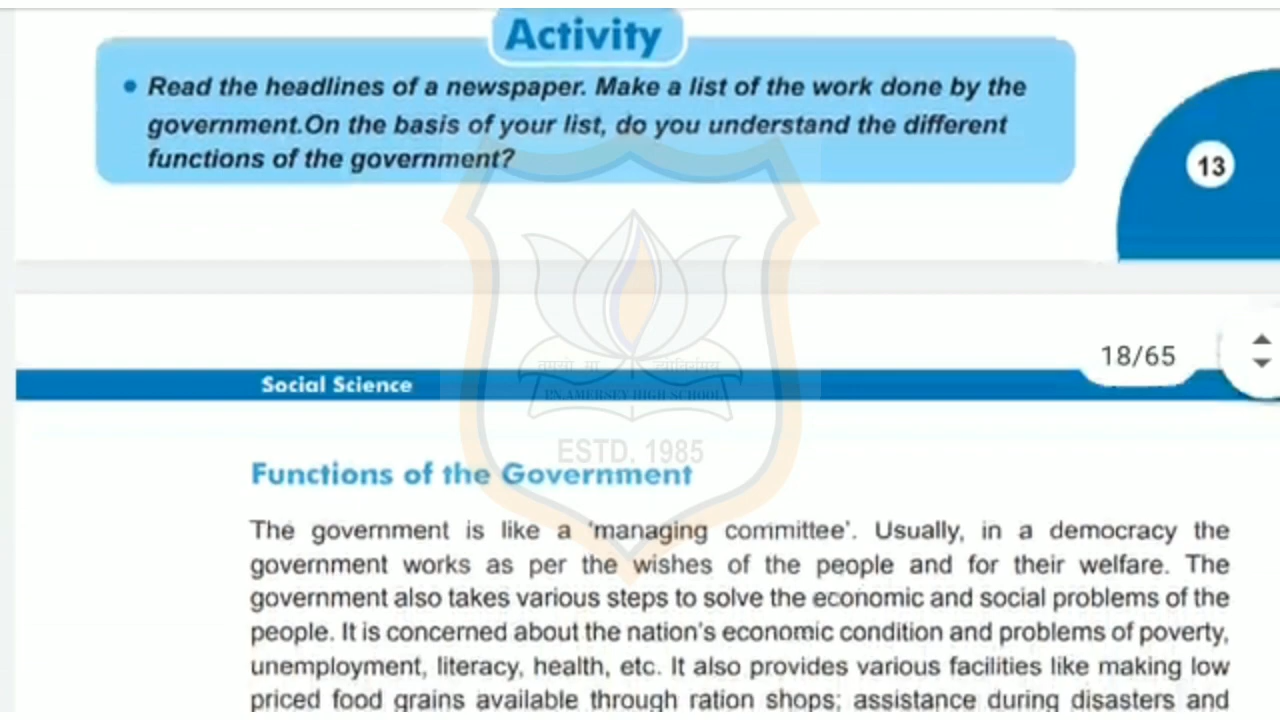 Activity
• Read the headlines of a newspaper. Make a list of the work done by the
government.On the basis of your list, do you understand the different
functions of the government?
13
18/65
Social Science
तमसो मा ज्योतिर्गमय
P.N.AMERSEY HIGH SCHOOL
ESTD. 1985
Functions of the Government
The government is like a 'managing committee'. Usually, in a democracy the
government works as per the wishes of the people and for their welfare. The
government also takes various steps to solve the economic and social problems of the
people. It is concerned about the nation's economic condition and problems of poverty,
unemployment, literacy, health, etc. It also provides various facilities like making low
priced food grains available through ration shops; assistance during disasters and